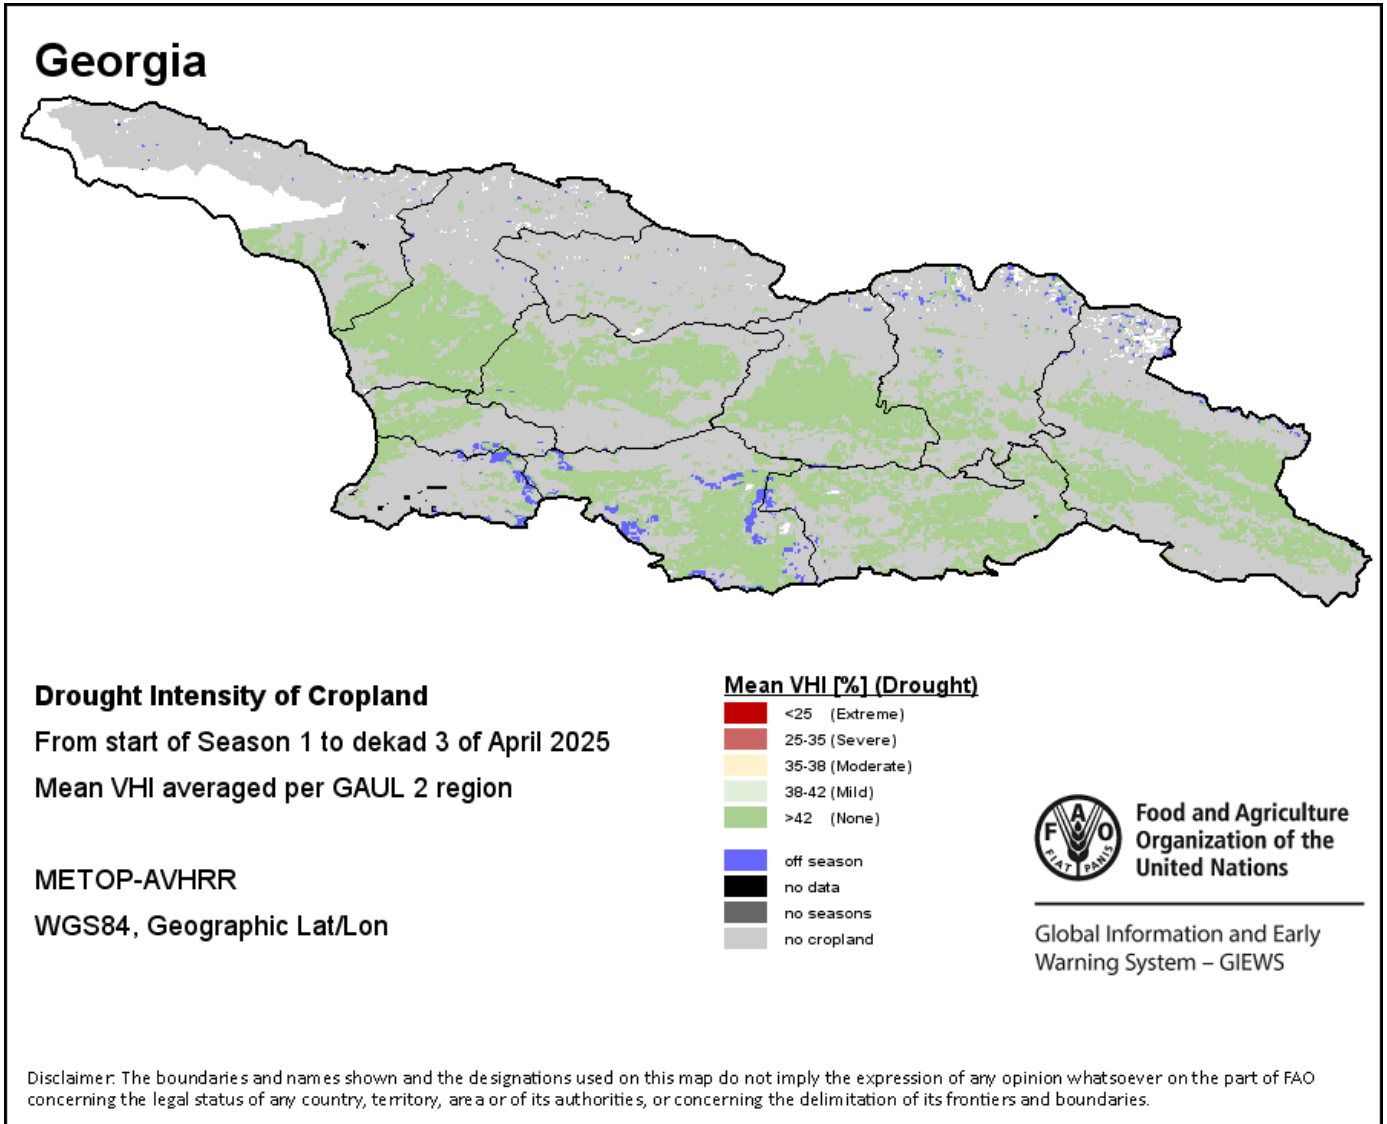 Georgia
Drought Intensity of Cropland
From start of Season 1 to dekad 3 of April 2025
Mean VHI averaged per GAUL 2 region
METOP-AVHRR
WGS84, Geographic Lat/Lon
Mean VHI [%] (Drought)
<25 (Extreme)
25-35 (Severe)
35-38 (Moderate)
38-42 (Mild)
>42 (None)
off season
no data
no seasons
no cropland
F A O
FIAT PANIS
Food and Agriculture
Organization of the
United Nations
Global Information and Early
Warning System – GIEWS
Disclaimer: The boundaries and names shown and the designations used on this map do not imply the expression of any opinion whatsoever on the part of FAO
concerning the legal status of any country, territory, area or of its authorities, or concerning the delimitation of its frontiers and boundaries.